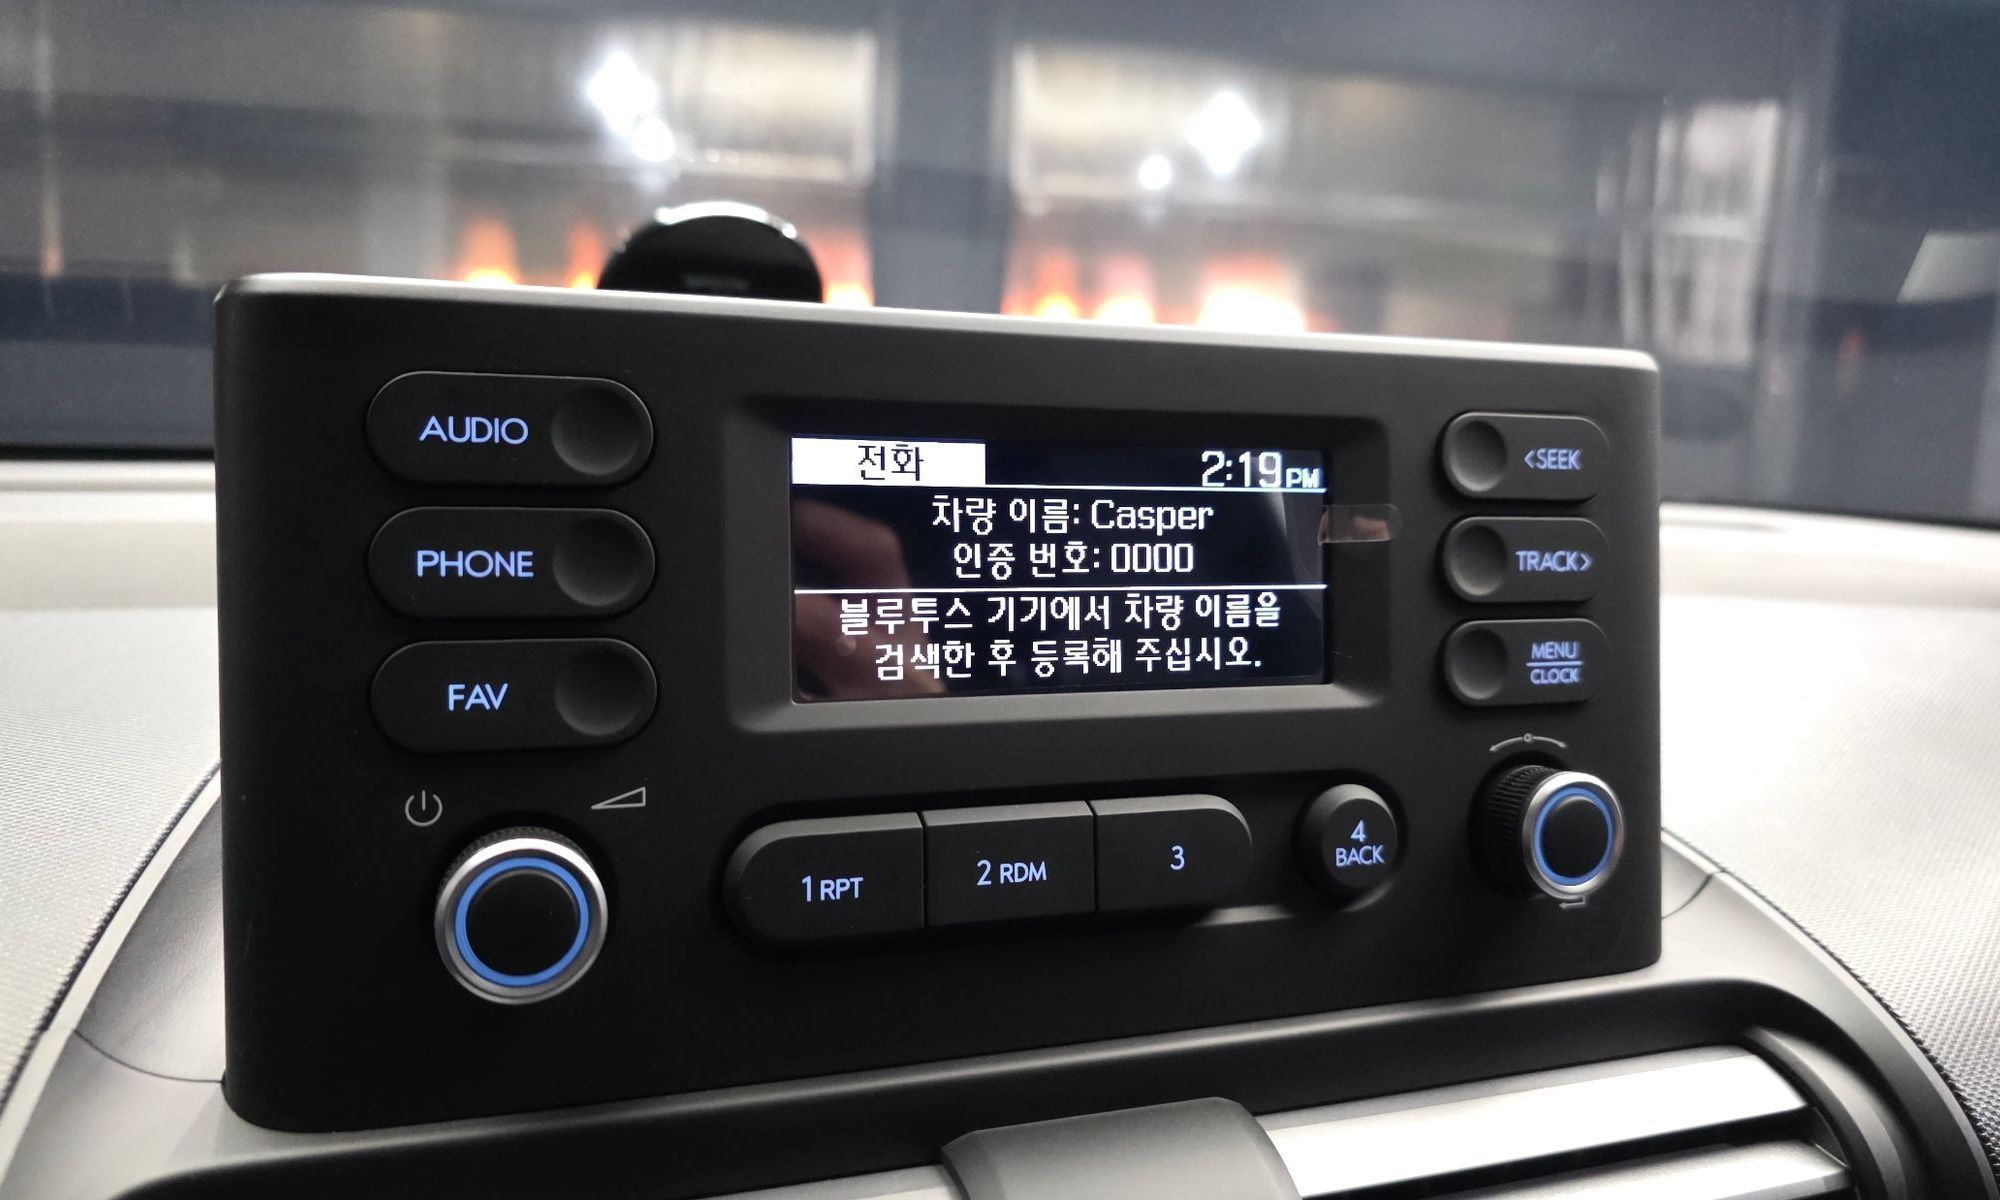 AUDIO
PHONE
FAV
전화
2:19 PM
차량 이름: Casper
인증 번호: 0000
블루투스 기기에서 차량 이름을
검색한 후 등록해 주십시오.
<SEEK
TRACK>
MENU
CLOCK
1 RPT
2 RDM
3
4
BACK